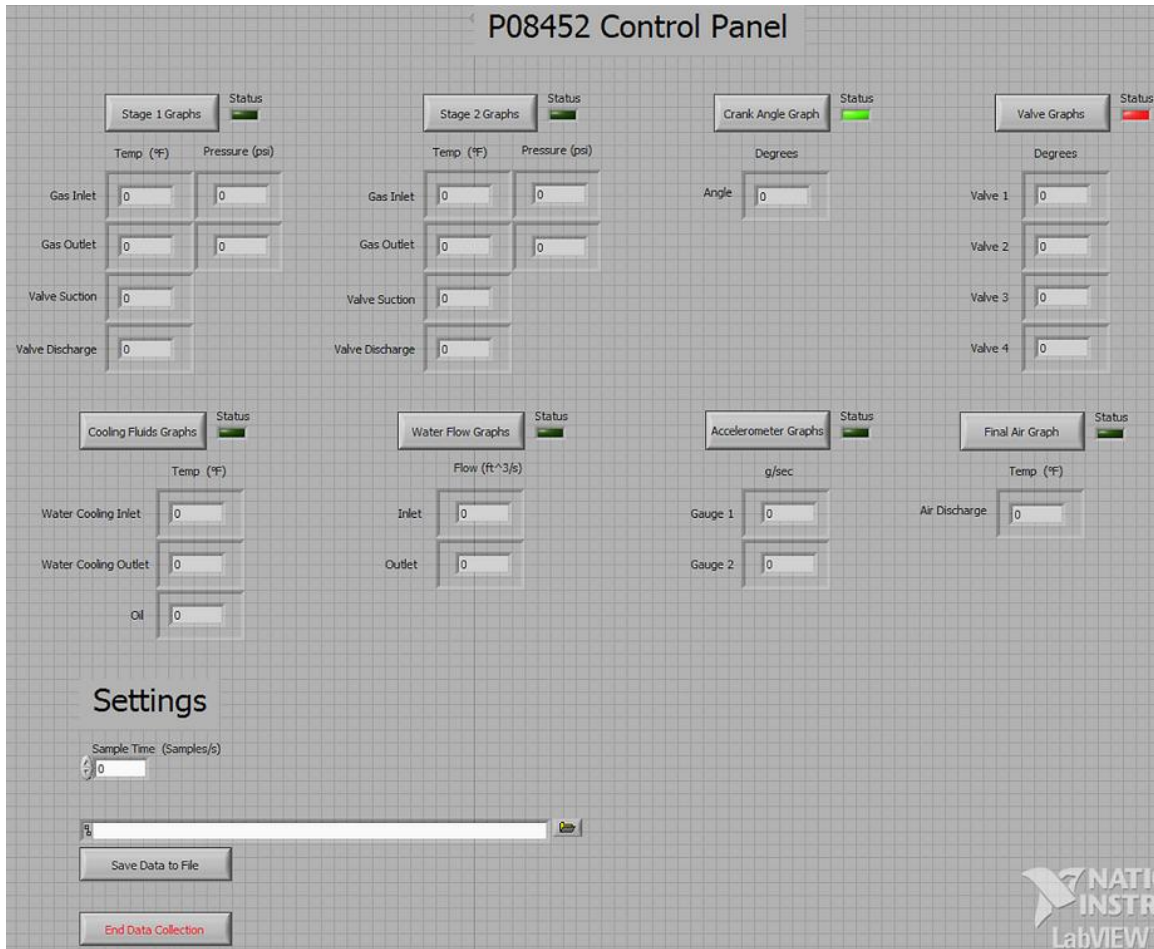 P08452 Control Panel
Stage 1 Graphs Status Stage 2 Graphs Status Crank Angle Graph Status Valve Graphs Status
Temp (°F) Pressure (psi) Temp (°F) Pressure (psi) Degrees Degrees
Gas Inlet 0 0 Gas Inlet 0 0 Angle 0 Valve 1 0
Gas Outlet 0 0 Gas Outlet 0 0 Valve 2 0
Valve Suction 0 Valve Suction 0 Valve 3 0
Valve Discharge 0 Valve Discharge 0 Valve 4 0
Cooling Fluids Graphs Status Water Flow Graphs Status Accelerometer Graphs Status Final Air Graph Status
Temp (°F) Flow (ft^3/s) g/sec Temp (°F)
Water Cooling Inlet 0 Inlet 0 Gauge 1 0 Air Discharge 0
Water Cooling Outlet 0 Outlet 0 Gauge 2 0
Oil 0
Settings
Sample Time (Samples/s)
0
Save Data to File
End Data Collection
NATIO
INSTR
LabVIEW